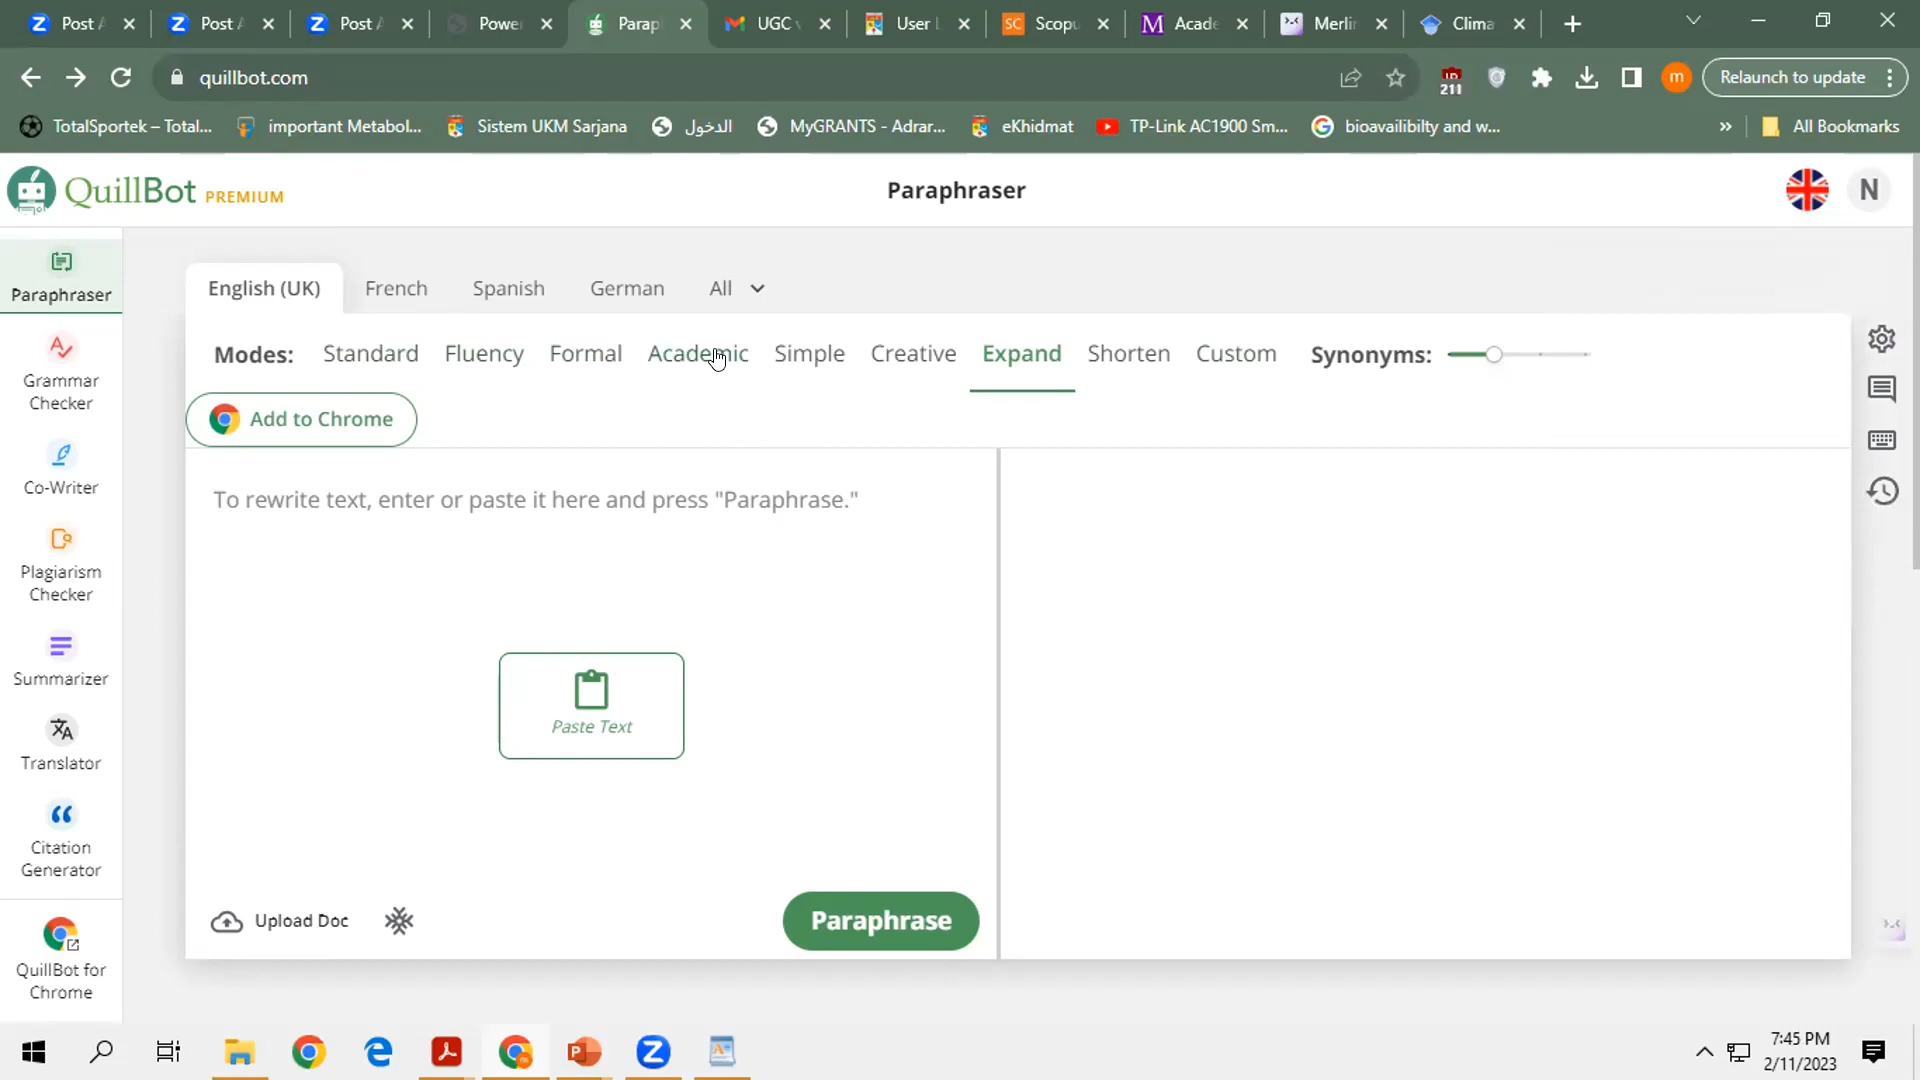 Post A
Post A
Post A
Power
Parap
UGC v
User L
Scopu
Acade
Merlin
Clima
quillbot.com
211
m
Relaunch to update
TotalSportek – Total...
important Metabol...
Sistem UKM Sarjana
الدخول
MyGRANTS - Adrar...
eKhidmat
TP-Link AC1900 Sm...
bioavailibilty and w...
»
All Bookmarks
QuillBot PREMIUM
Paraphraser
N
Paraphraser
English (UK)
French
Spanish
German
All
Modes:
Standard
Fluency
Formal
Academic
Simple
Creative
Expand
Shorten
Custom
Synonyms:
Grammar
Checker
Add to Chrome
Co-Writer
To rewrite text, enter or paste it here and press "Paraphrase."
Plagiarism
Checker
Summarizer
Paste Text
Translator
Citation
Generator
Upload Doc
Paraphrase
QuillBot for
Chrome
7:45 PM
2/11/2023